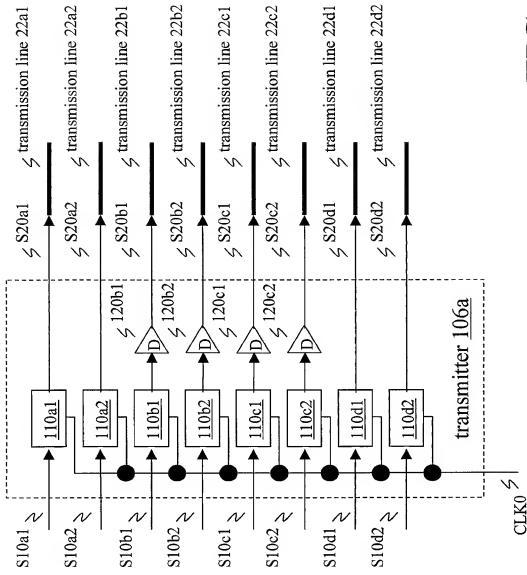 S10a1 110a1 S20a1 transmission line 22a1
S10a2 110a2 S20a2 transmission line 22a2
S10b1 110b1 D 120b1 S20b1 transmission line 22b1
S10b2 110b2 D 120b2 S20b2 transmission line 22b2
S10c1 110c1 D 120c1 S20c1 transmission line 22c1
S10c2 110c2 D 120c2 S20c2 transmission line 22c2
S10d1 110d1 S20d1 transmission line 22d1
S10d2 110d2 S20d2 transmission line 22d2
transmitter 106a
CLK0